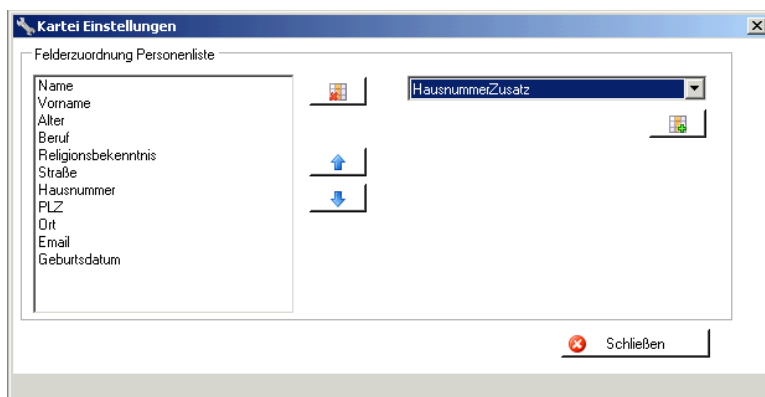 Kartei Einstellungen
Felderzuordnung Personenliste
Name
Vorname
Alter
Beruf
Religionsbekenntnis
Straße
Hausnummer
PLZ
Ort
Email
Geburtsdatum
HausnummerZusatz
Schließen